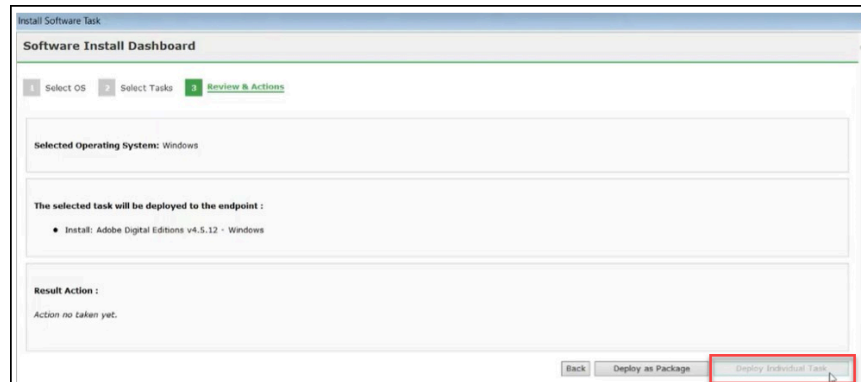 Install Software Task
Software Install Dashboard
1 Select OS 2 Select Tasks 3 Review & Actions
Selected Operating System: Windows
The selected task will be deployed to the endpoint :
Install: Adobe Digital Editions v4.5.12 - Windows
Result Action :
Action no taken yet.
Back Deploy as Package Deploy Individual Task